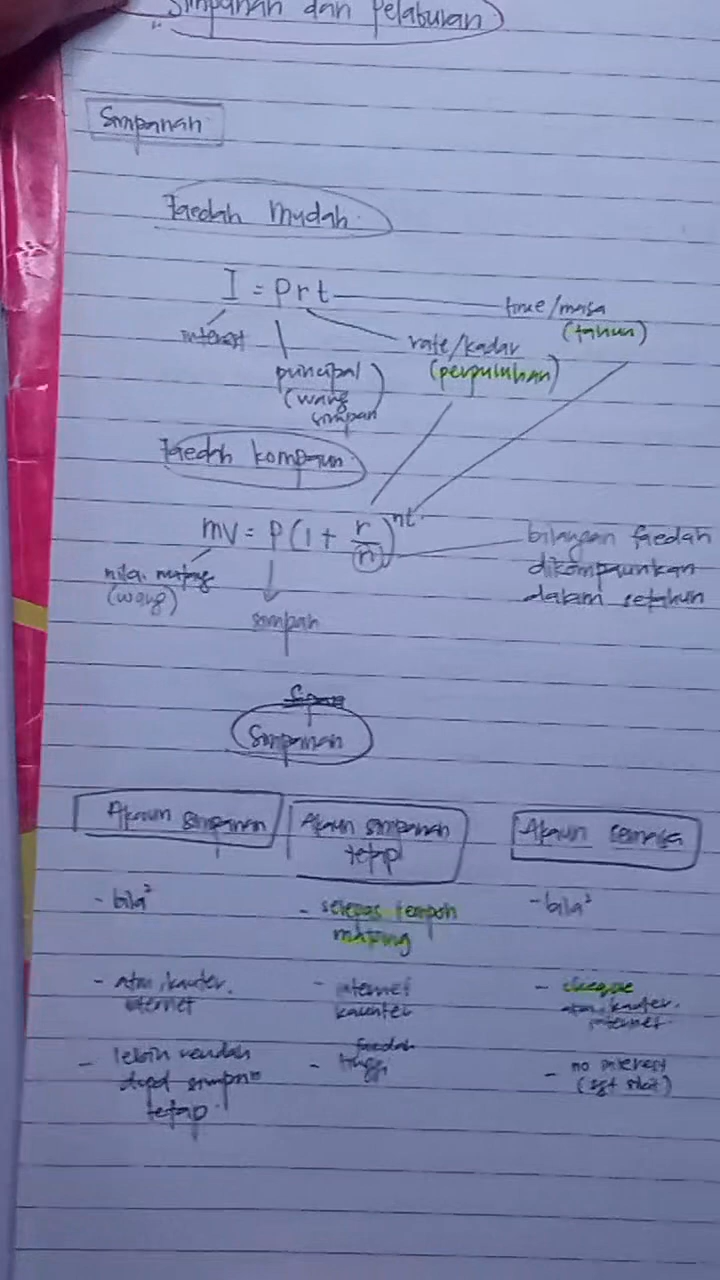 Simpanan dan Pelaburan
Simpanan
Faedah Mudah
I = Prt
time/masa
(tahun)
interest
rate/kadar
(perpuluhan)
principal
(wang
simpan
Faedah kompaun
MV = P(1 + r/n)^nt
bilangan faedah
dikompaunkan
dalam setahun
nilai matang
(wang)
simpan
Simpanan
Akaun simpanan
Akaun simpanan
tetap
Akaun semasa
- bila²
- selepas tempoh
matang
- bila²
- atm, kaunter,
internet
- internet
kaunter
- cheque
atm, kaunter,
internet
- lebih rendah
drpd simpnn
tetap
- faedah
tinggi
- no interest